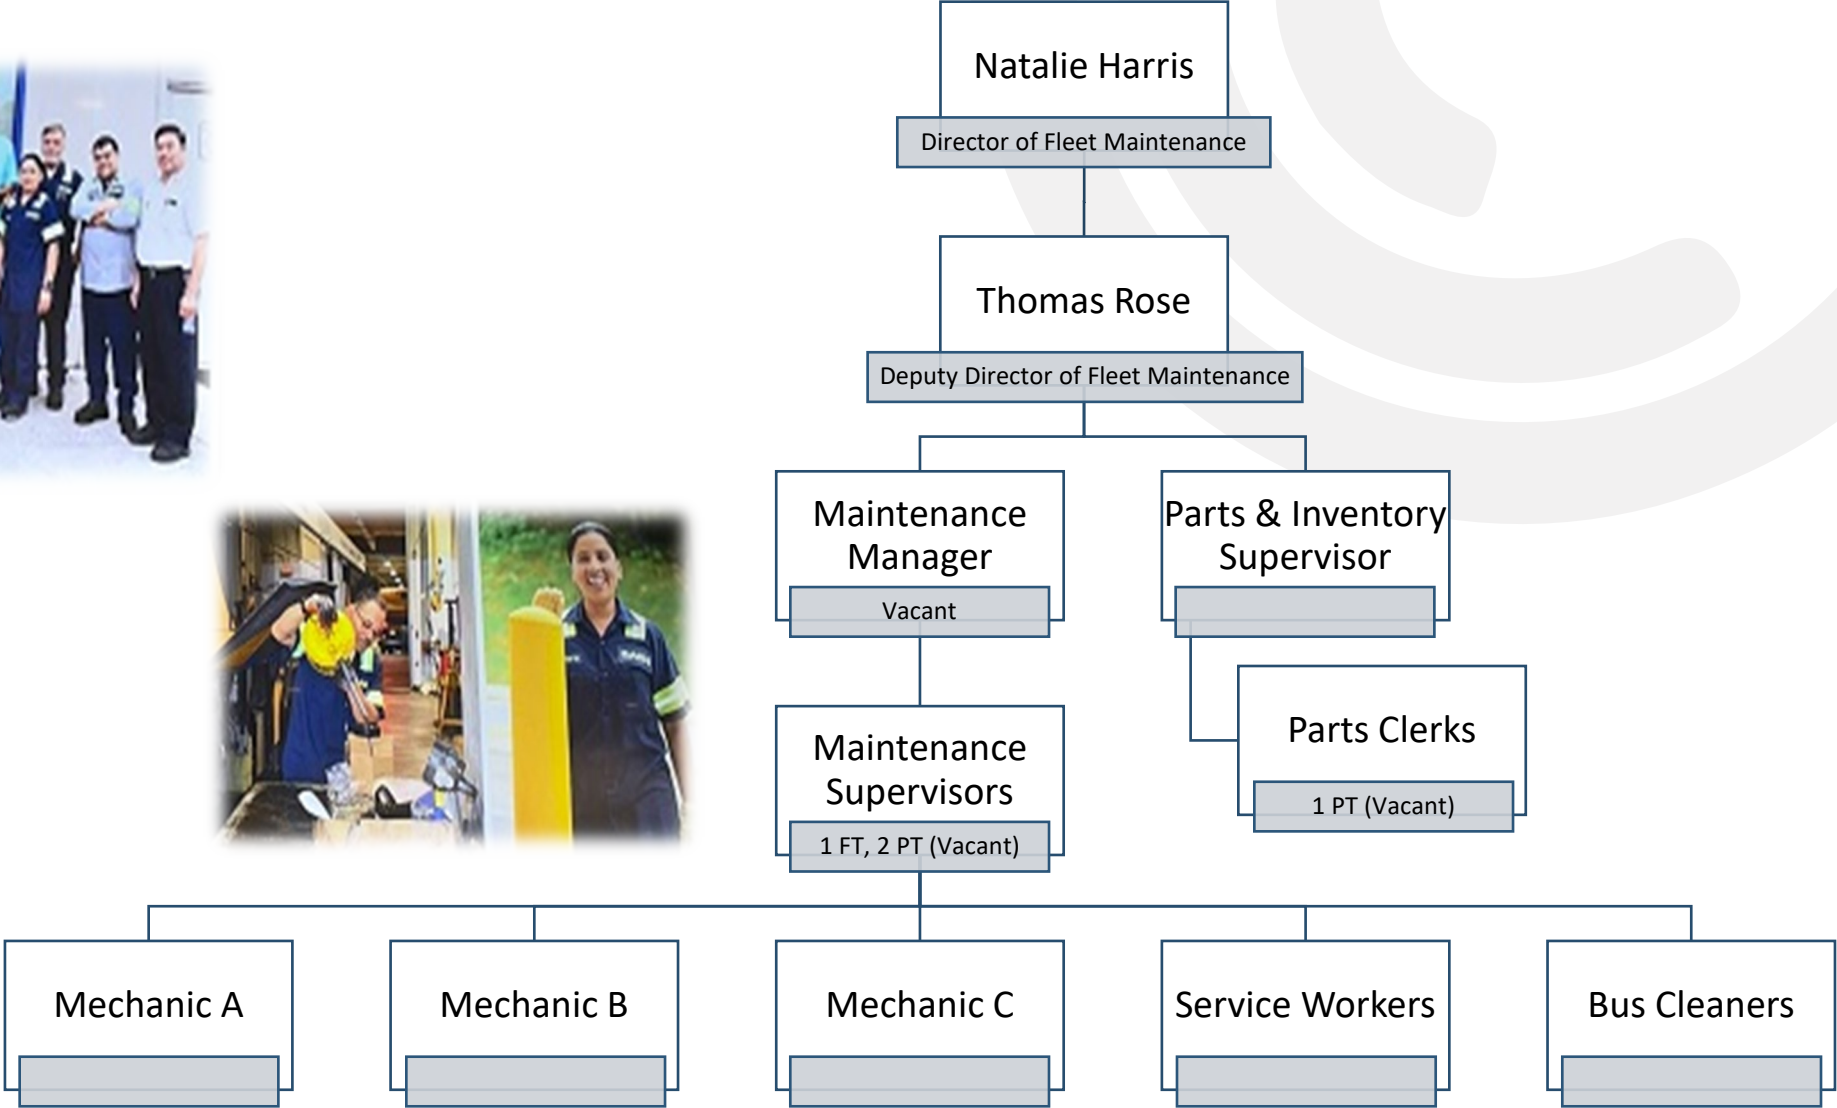 Natalie Harris
Director of Fleet Maintenance
Thomas Rose
Deputy Director of Fleet Maintenance
Maintenance
Manager
Vacant
Parts & Inventory
Supervisor
Maintenance
Supervisors
1 FT, 2 PT (Vacant)
Parts Clerks
1 PT (Vacant)
Mechanic A
Mechanic B
Mechanic C
Service Workers
Bus Cleaners